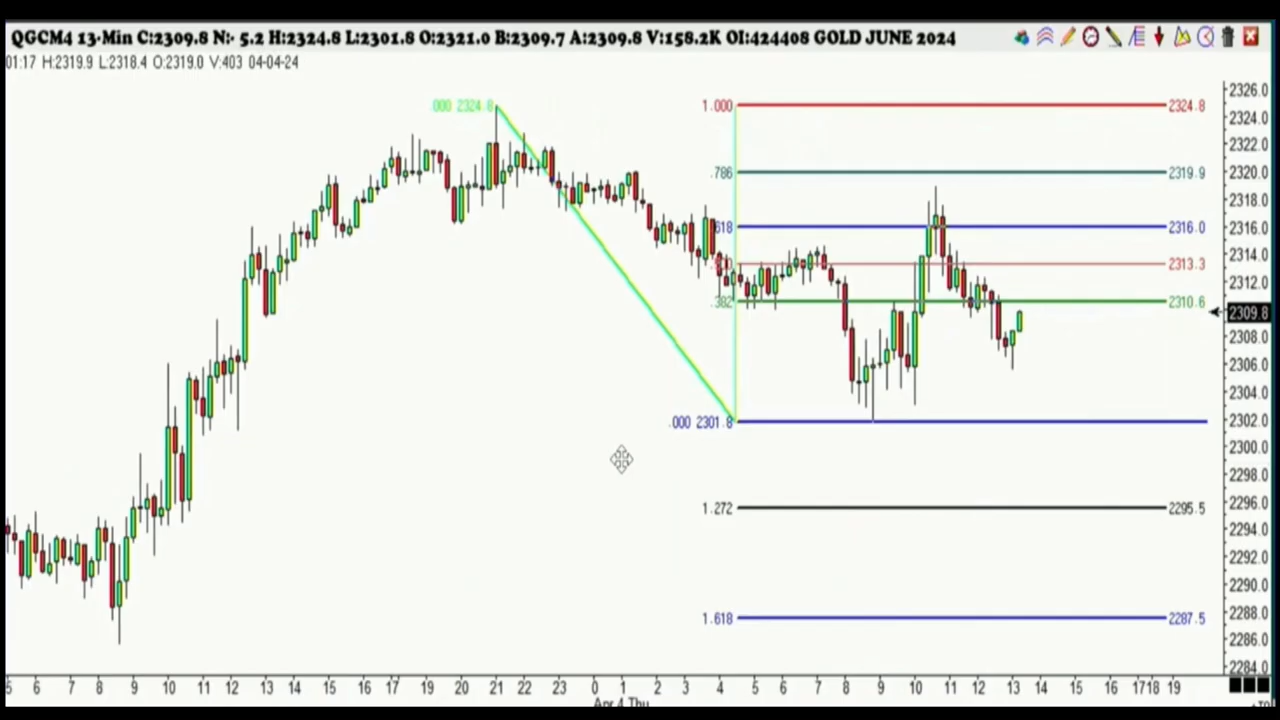 QGCM4 13-Min C:2309.8 N:- 5.2 H:2324.8 L:2301.8 O:2321.0 B:2309.7 A:2309.8 V:158.2K OI:424408 GOLD JUNE 2024
01:17 H:2319.9 L:2318.4 O:2319.0 V:403 04-04-24
2326.0
.000 2324.8 1.000 2324.8
2324.0
2322.0
.786 2319.9 2320.0
2318.0
618 2316.0 2316.0
2314.0
2313.3
2312.0
.382 2310.6
2309.8
2308.0
2306.0
2304.0
.000 2301.8 2302.0
2300.0
2298.0
1.272 2295.5 2296.0
2294.0
2292.0
2290.0
1.618 2287.5 2288.0
2286.0
2284.0
5 6 7 8 9 10 11 12 13 14 15 16 17 19 20 21 22 23 0 1 2 3 5 6 7 8 9 10 11 12 13 14 15 16 17 18 19
Apr 4 Thu